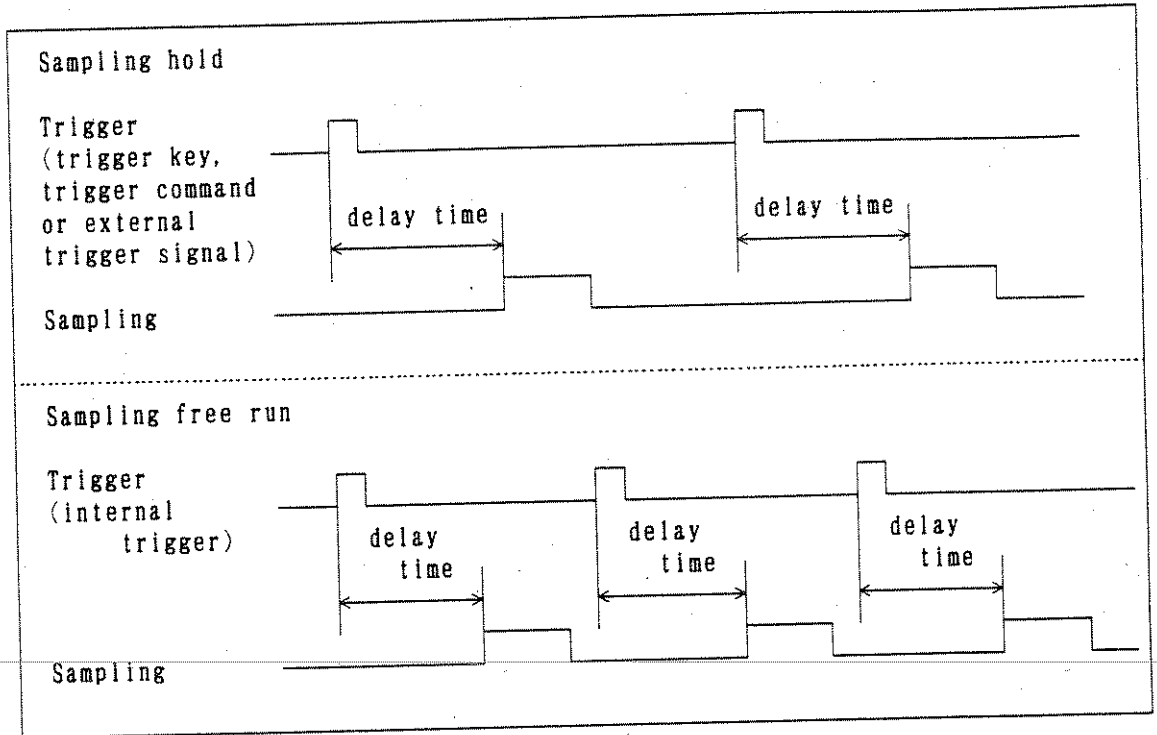 Sampling hold
Trigger
(trigger key,
trigger command
or external
trigger signal)
delay time
delay time
Sampling
Sampling free run
Trigger
(internal
trigger)
delay
time
delay
time
delay
time
Sampling